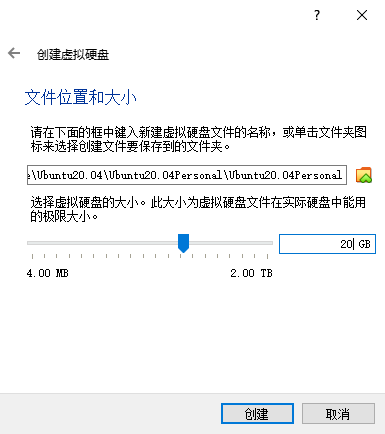 ?
创建虚拟硬盘
文件位置和大小
请在下面的框中键入新建虚拟硬盘文件的名称，或单击文件夹图
标来选择创建文件要保存到的文件夹。
e\Ubuntu20.04\Ubuntu20.04Personal\Ubuntu20.04Personal
选择虚拟硬盘的大小。此大小为虚拟硬盘文件在实际硬盘中能用
的极限大小。
20 GB
4.00 MB 2.00 TB
创建 取消